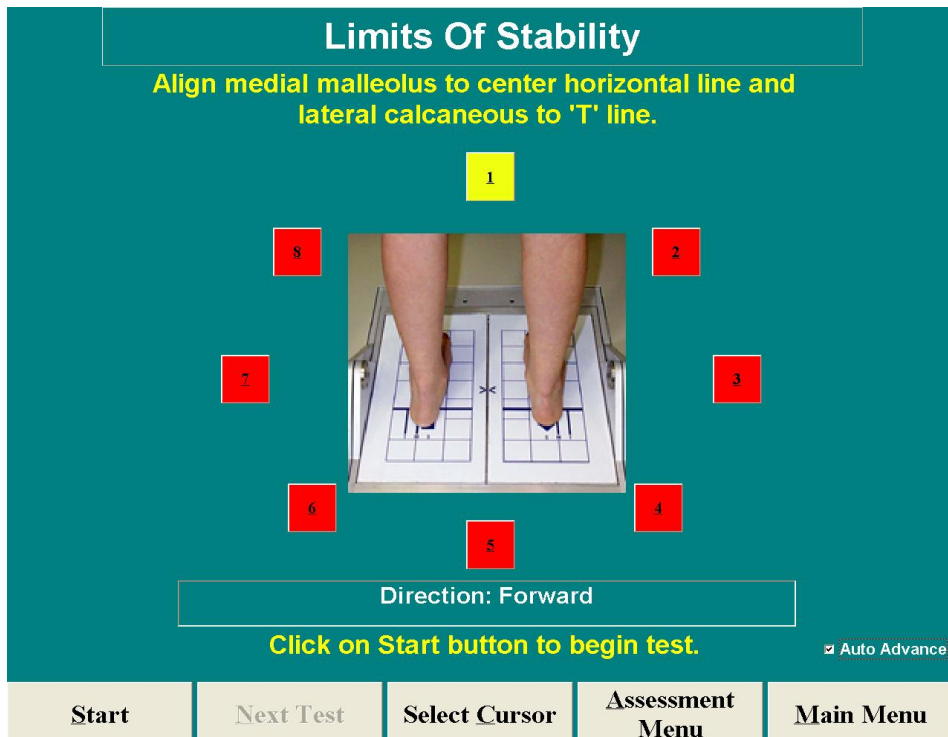 Limits Of Stability
Align medial malleolus to center horizontal line and
lateral calcaneous to 'T' line.
1
8
2
7
3
6
4
5
Direction: Forward
Click on Start button to begin test.
Auto Advance
Start
Next Test
Select Cursor
Assessment
Menu
Main Menu